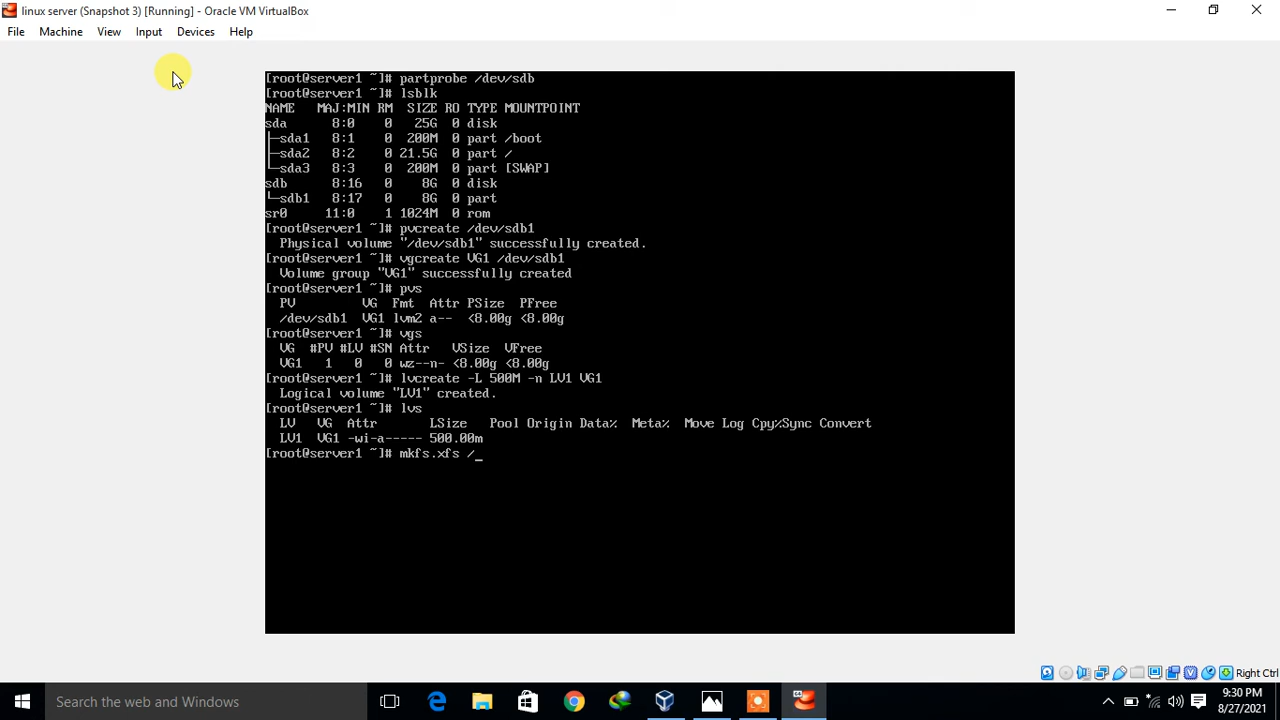 linux server (Snapshot 3) [Running] - Oracle VM VirtualBox
File Machine View Input Devices Help
[root@server1 ~]# partprobe /dev/sdb
[root@server1 ~]# lsblk
NAME   MAJ:MIN RM  SIZE RO TYPE MOUNTPOINT
sda      8:0    0   25G  0 disk
├─sda1   8:1    0  200M  0 part /boot
├─sda2   8:2    0 21.5G  0 part /
└─sda3   8:3    0  200M  0 part [SWAP]
sdb      8:16   0    8G  0 disk
└─sdb1   8:17   0    8G  0 part
sr0     11:0    1 1024M  0 rom
[root@server1 ~]# pvcreate /dev/sdb1
  Physical volume "/dev/sdb1" successfully created.
[root@server1 ~]# vgcreate VG1 /dev/sdb1
  Volume group "VG1" successfully created
[root@server1 ~]# pvs
  PV         VG  Fmt  Attr PSize  PFree
  /dev/sdb1  VG1 lvm2 a--  <8.00g <8.00g
[root@server1 ~]# vgs
  VG  #PV #LV #SN Attr   VSize  VFree
  VG1   1   0   0 wz--n- <8.00g <8.00g
[root@server1 ~]# lvcreate -L 500M -n LV1 VG1
  Logical volume "LV1" created.
[root@server1 ~]# lvs
  LV   VG  Attr       LSize   Pool Origin Data%  Meta%  Move Log Cpy%Sync Convert
  LV1  VG1 -wi-a----- 500.00m
[root@server1 ~]# mkfs.xfs /_
Right Ctrl
Search the web and Windows
9:30 PM
8/27/2021